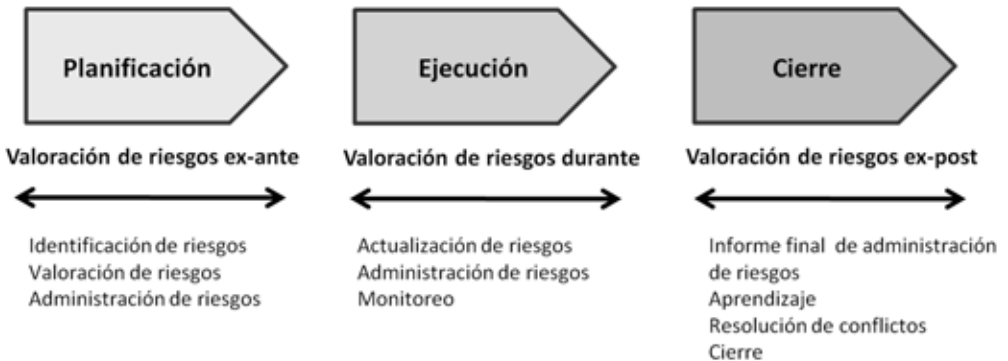 Planificación
Ejecución
Cierre
Valoración de riesgos ex-ante
Valoración de riesgos durante
Valoración de riesgos ex-post
Identificación de riesgos
Valoración de riesgos
Administración de riesgos
Actualización de riesgos
Administración de riesgos
Monitoreo
Informe final de administración
de riesgos
Aprendizaje
Resolución de conflictos
Cierre